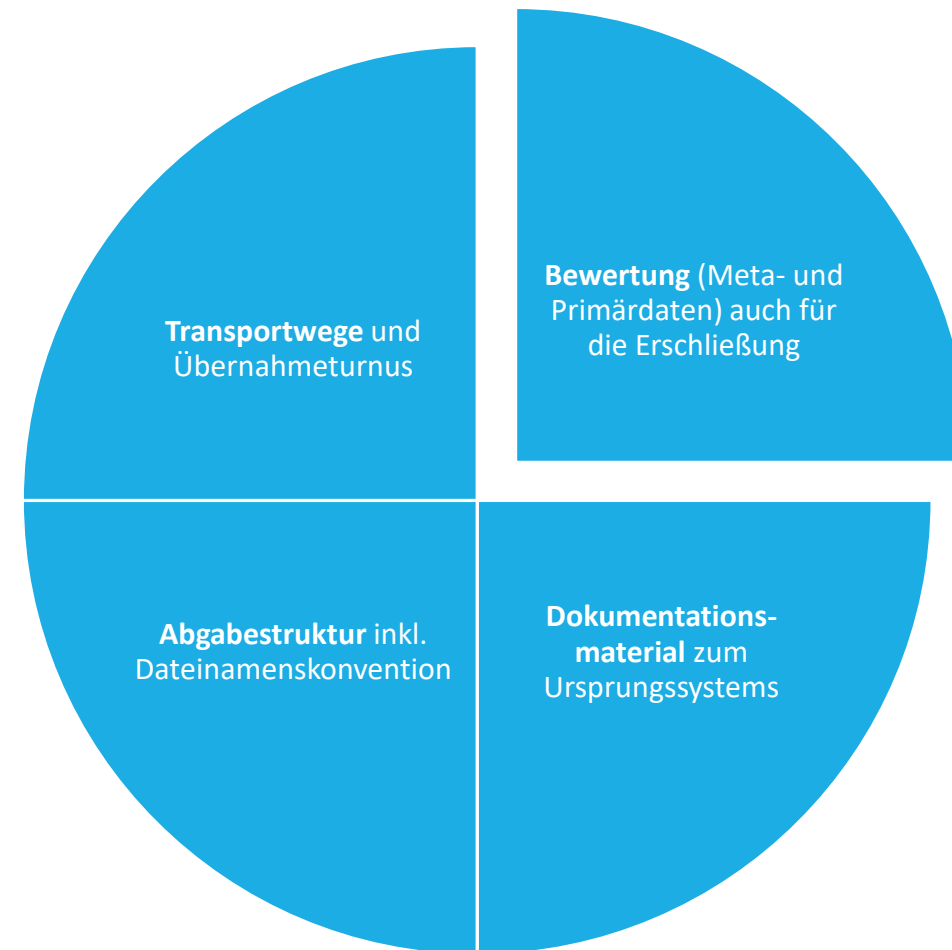 Bewertung (Meta- und
Primärdaten) auch für
die Erschließung
Dokumentations-
material zum
Ursprungssystems
Abgabestruktur inkl.
Dateinamenskonvention
Transportwege und
Übernahmeturnus